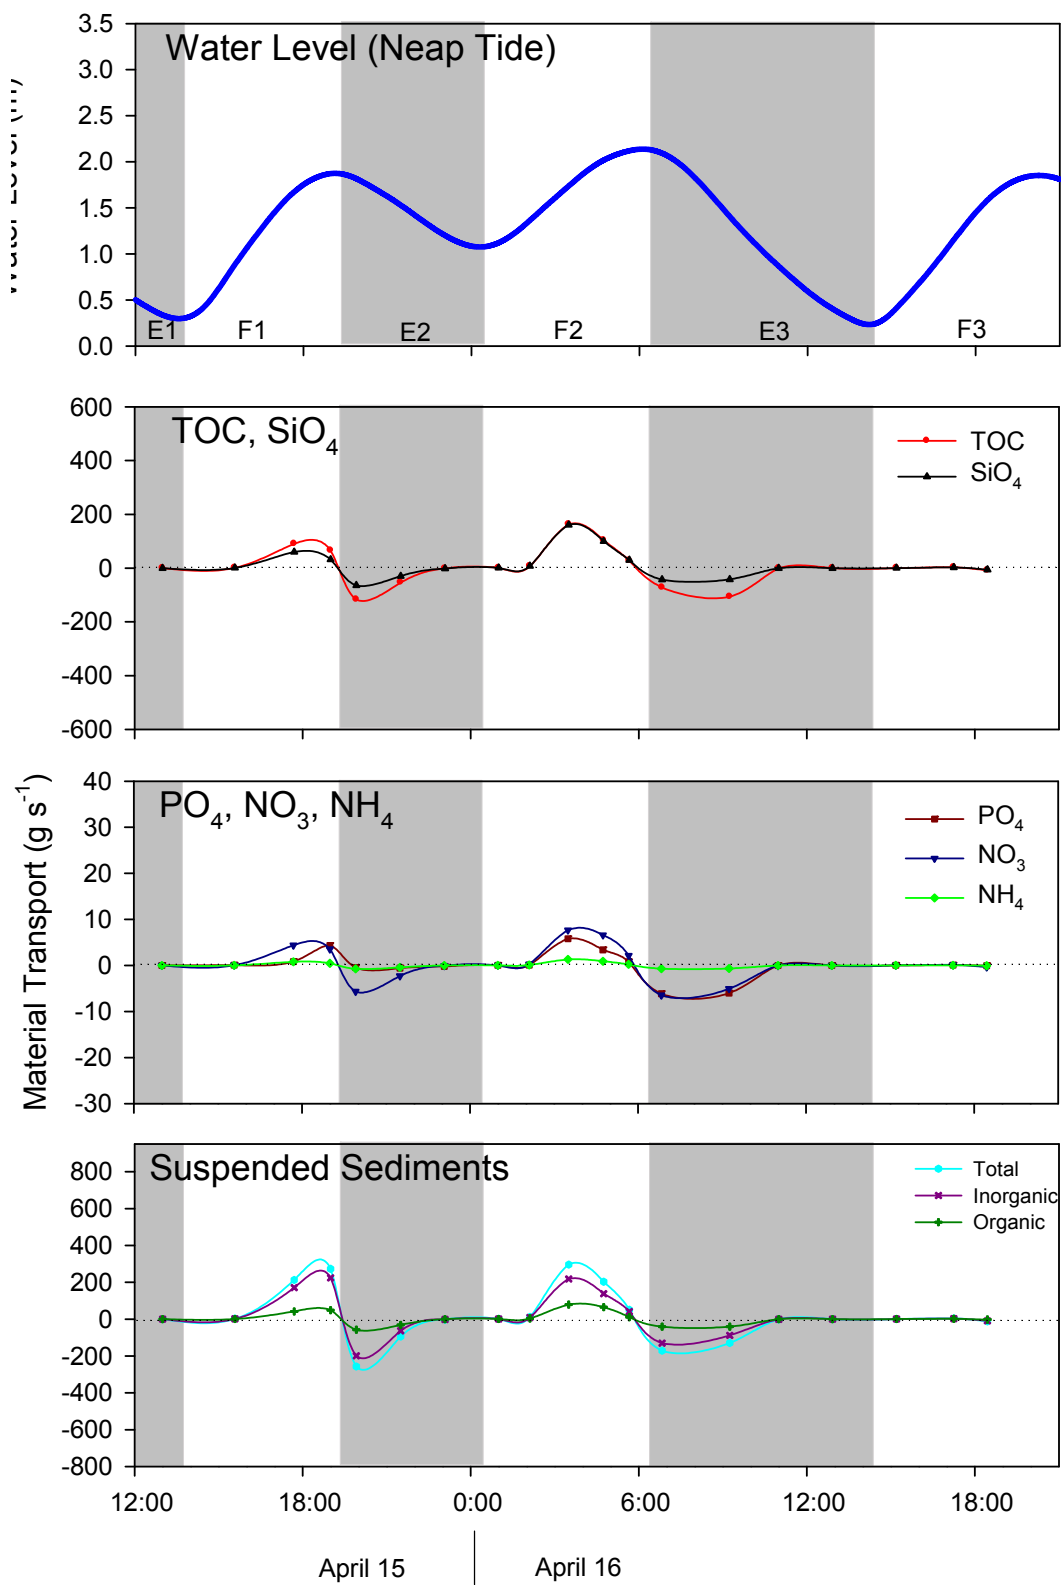 Water Level (Neap Tide)
3.5
3.0
2.5
2.0
1.5
1.0
0.5
0.0
E1 F1 E2 F2 E3 F3
TOC, SiO₄
TOC
SiO₄
600
400
200
0
-200
-400
-600
Material Transport (g s⁻¹)
PO₄, NO₃, NH₄
PO₄
NO₃
NH₄
40
30
20
10
0
-10
-20
-30
Suspended Sediments
Total
Inorganic
Organic
800
600
400
200
0
-200
-400
-600
-800
12:00 18:00 0:00 6:00 12:00 18:00
April 15 April 16